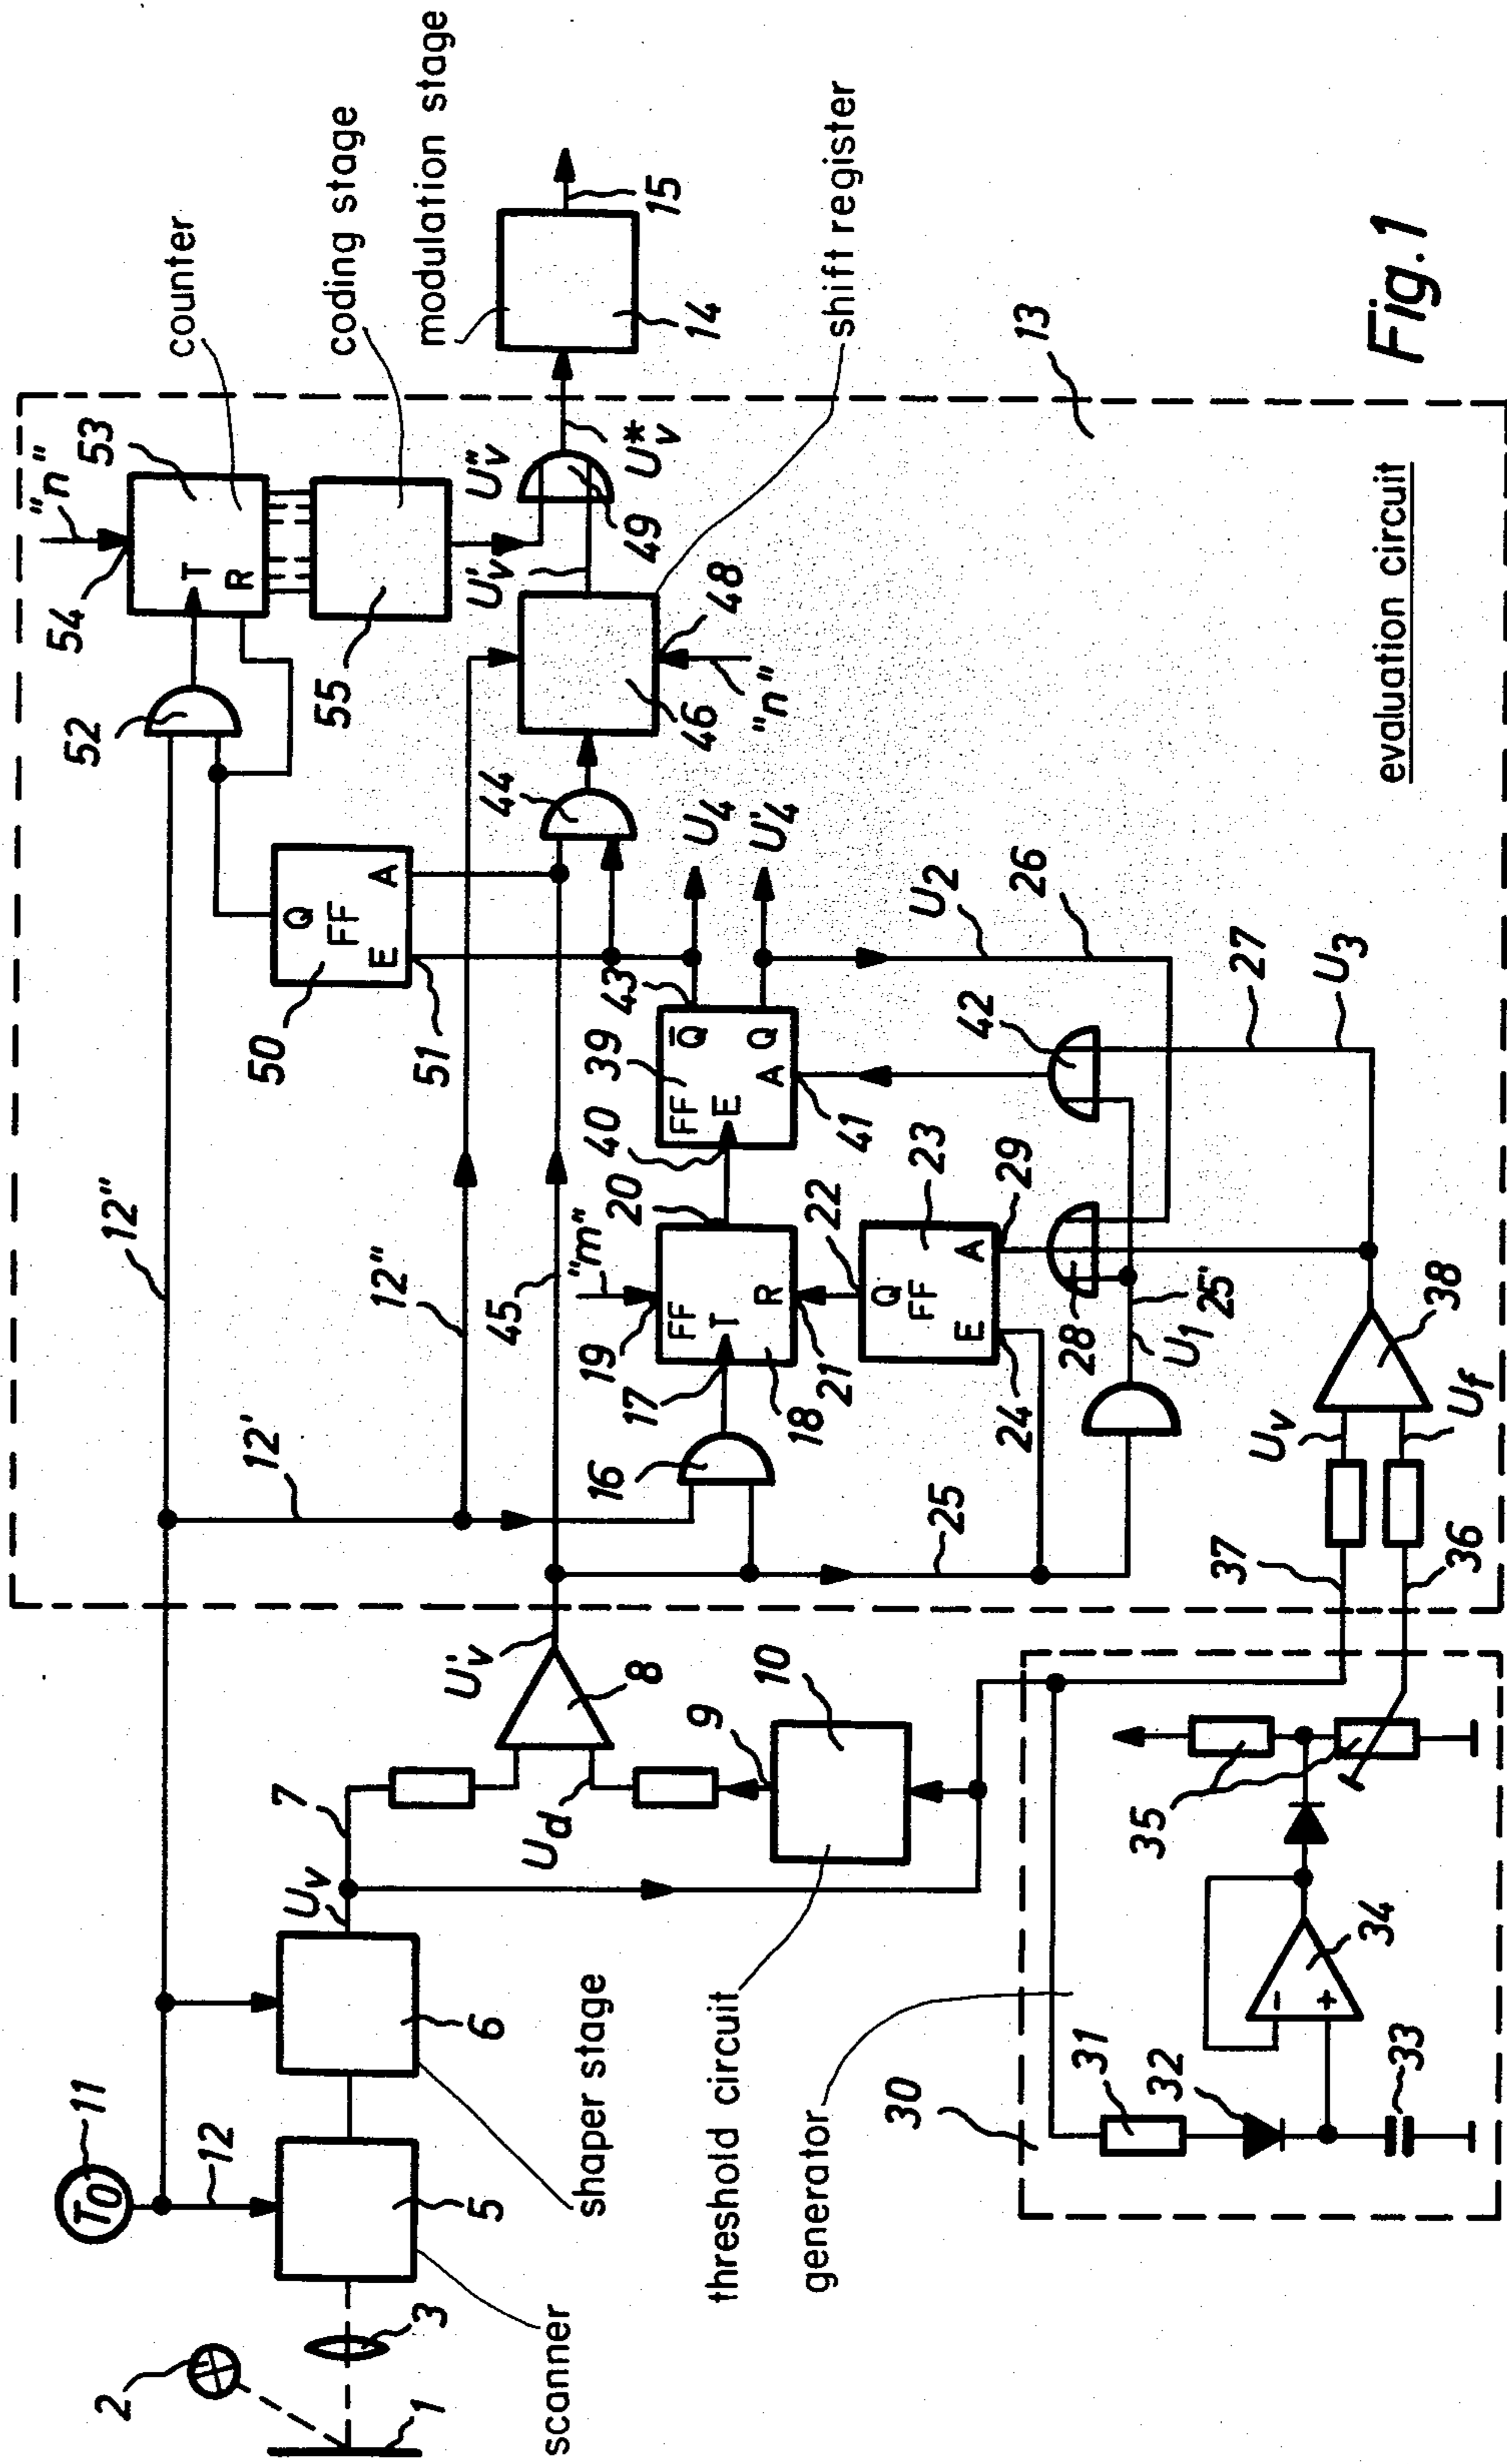 Fig. 1
counter
coding stage
modulation stage
shift register
evaluation circuit
13
"n"
54
53
T
R
55
52
12"
12"
12'
50
Q
FF
E
A
51
45
44
46
48
"n"
U'v
U"v
49
U*v
14
15
43
U4
U'4
U2
26
27
U3
42
41
39
40
FF
E
Q̄
A
Q
"m"
19
20
17
18
FF
T
R
21
22
16
23
Q
FF
E
A
24
29
28
U1
25'
25
38
Uv
Uf
37
36
T0
11
12
2
3
1
5
6
scanner
shaper stage
Uv
7
Ud
U'v
8
9
10
threshold circuit
generator
30
31
32
33
34
-
+
35